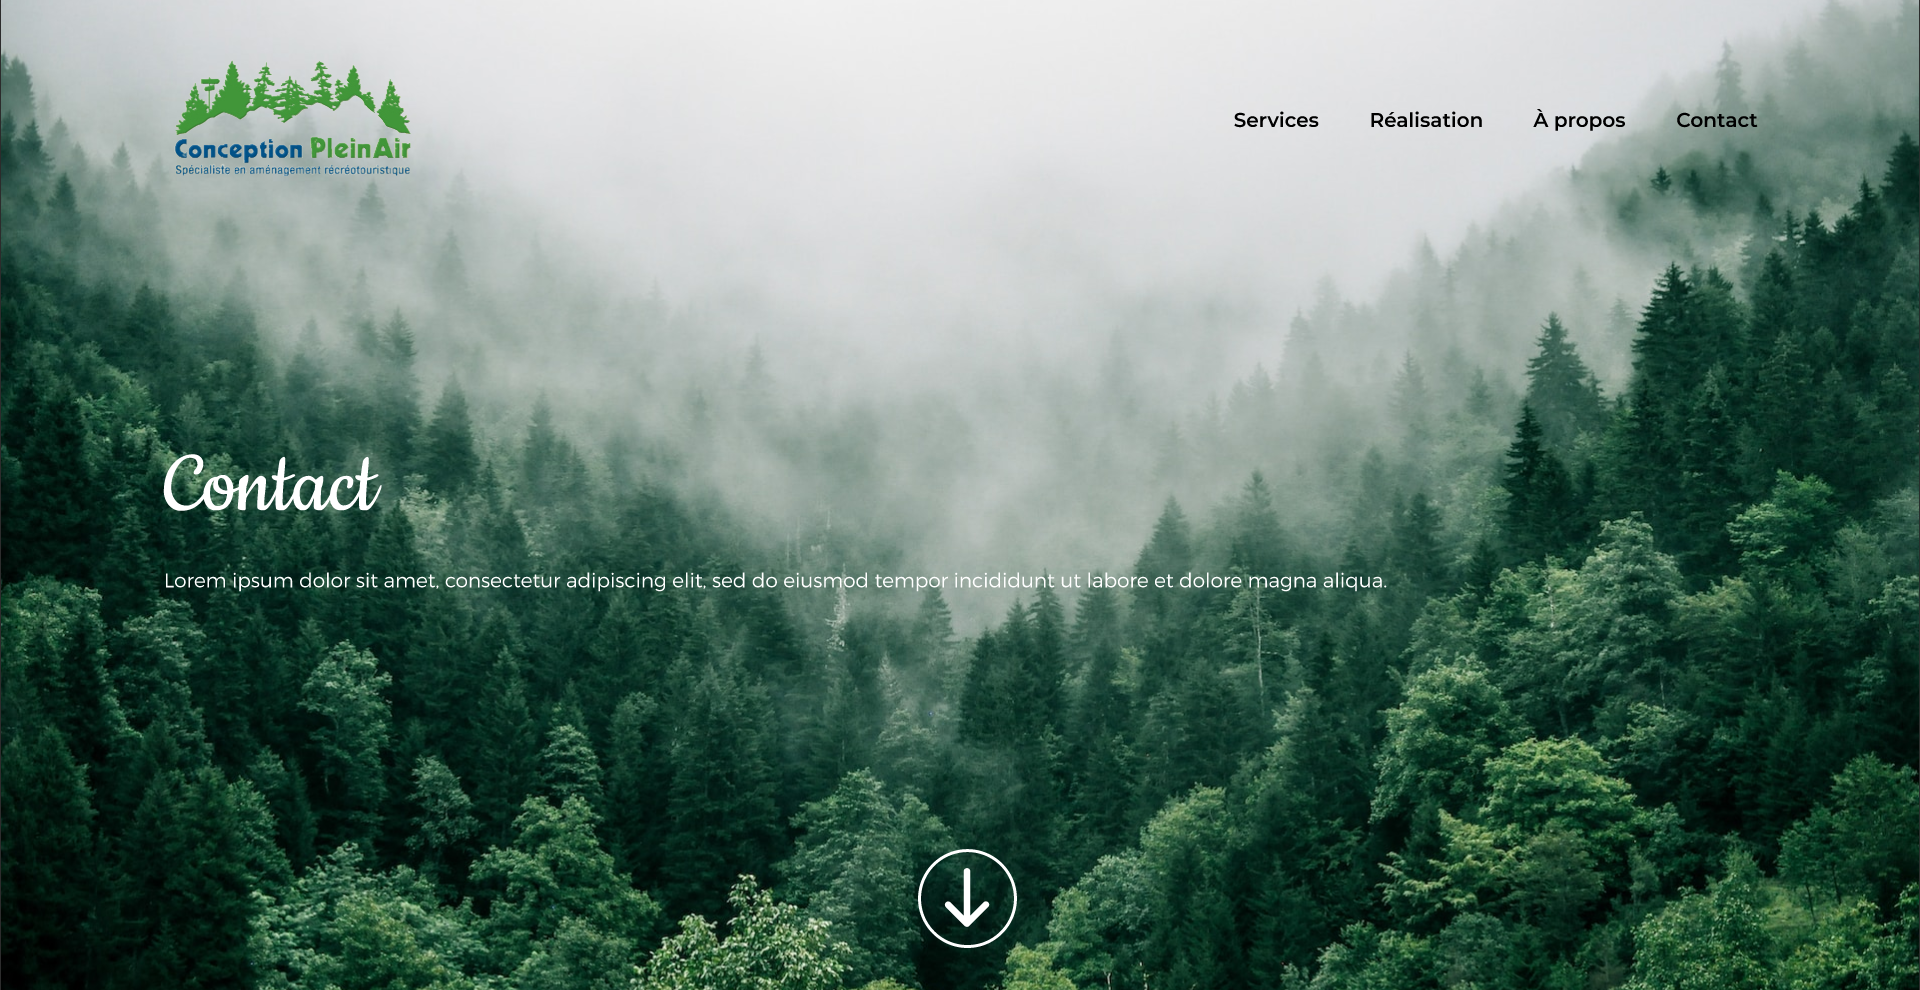 Conception PleinAir
Spécialiste en aménagement récréotouristique
Services
Réalisation
À propos
Contact
Contact
Lorem ipsum dolor sit amet, consectetur adipiscing elit, sed do eiusmod tempor incididunt ut labore et dolore magna aliqua.